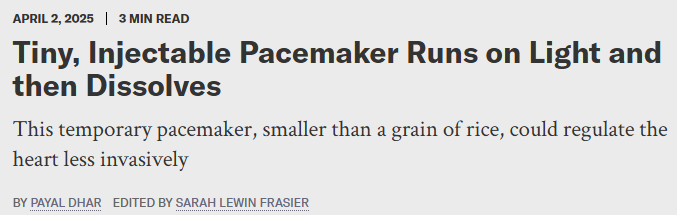 APRIL 2, 2025 | 3 MIN READ
Tiny, Injectable Pacemaker Runs on Light and
then Dissolves
This temporary pacemaker, smaller than a grain of rice, could regulate the
heart less invasively
BY PAYAL DHAR EDITED BY SARAH LEWIN FRASIER